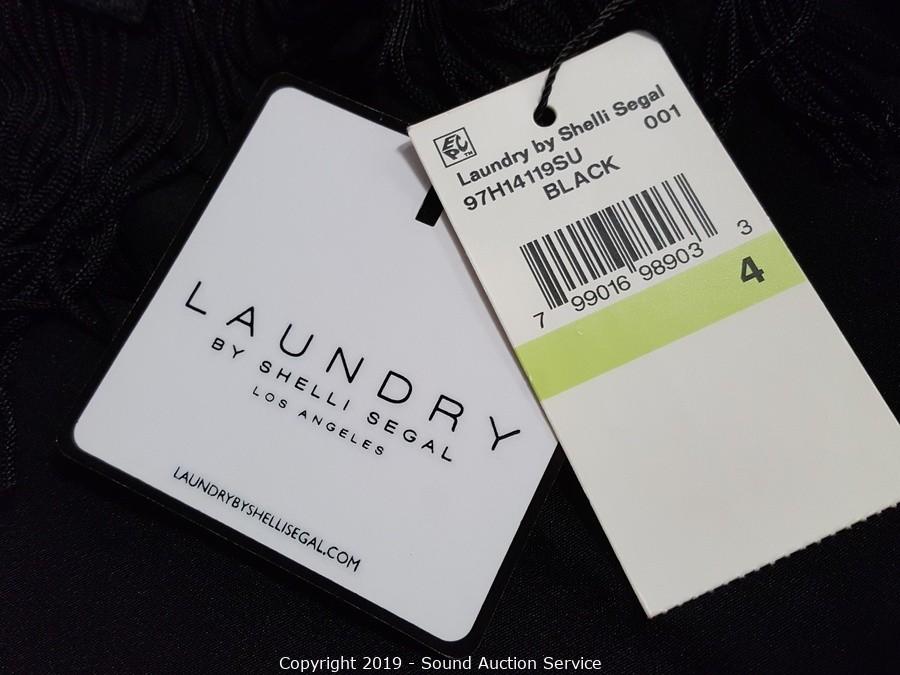 LAUNDRY
BY SHELLI SEGAL
LOS ANGELES
LAUNDRYBYSHELLISEGAL.COM
EPC™
Laundry by Shelli Segal
97H14119SU 001
BLACK
7 99016 98903 3
4
Copyright 2019 - Sound Auction Service